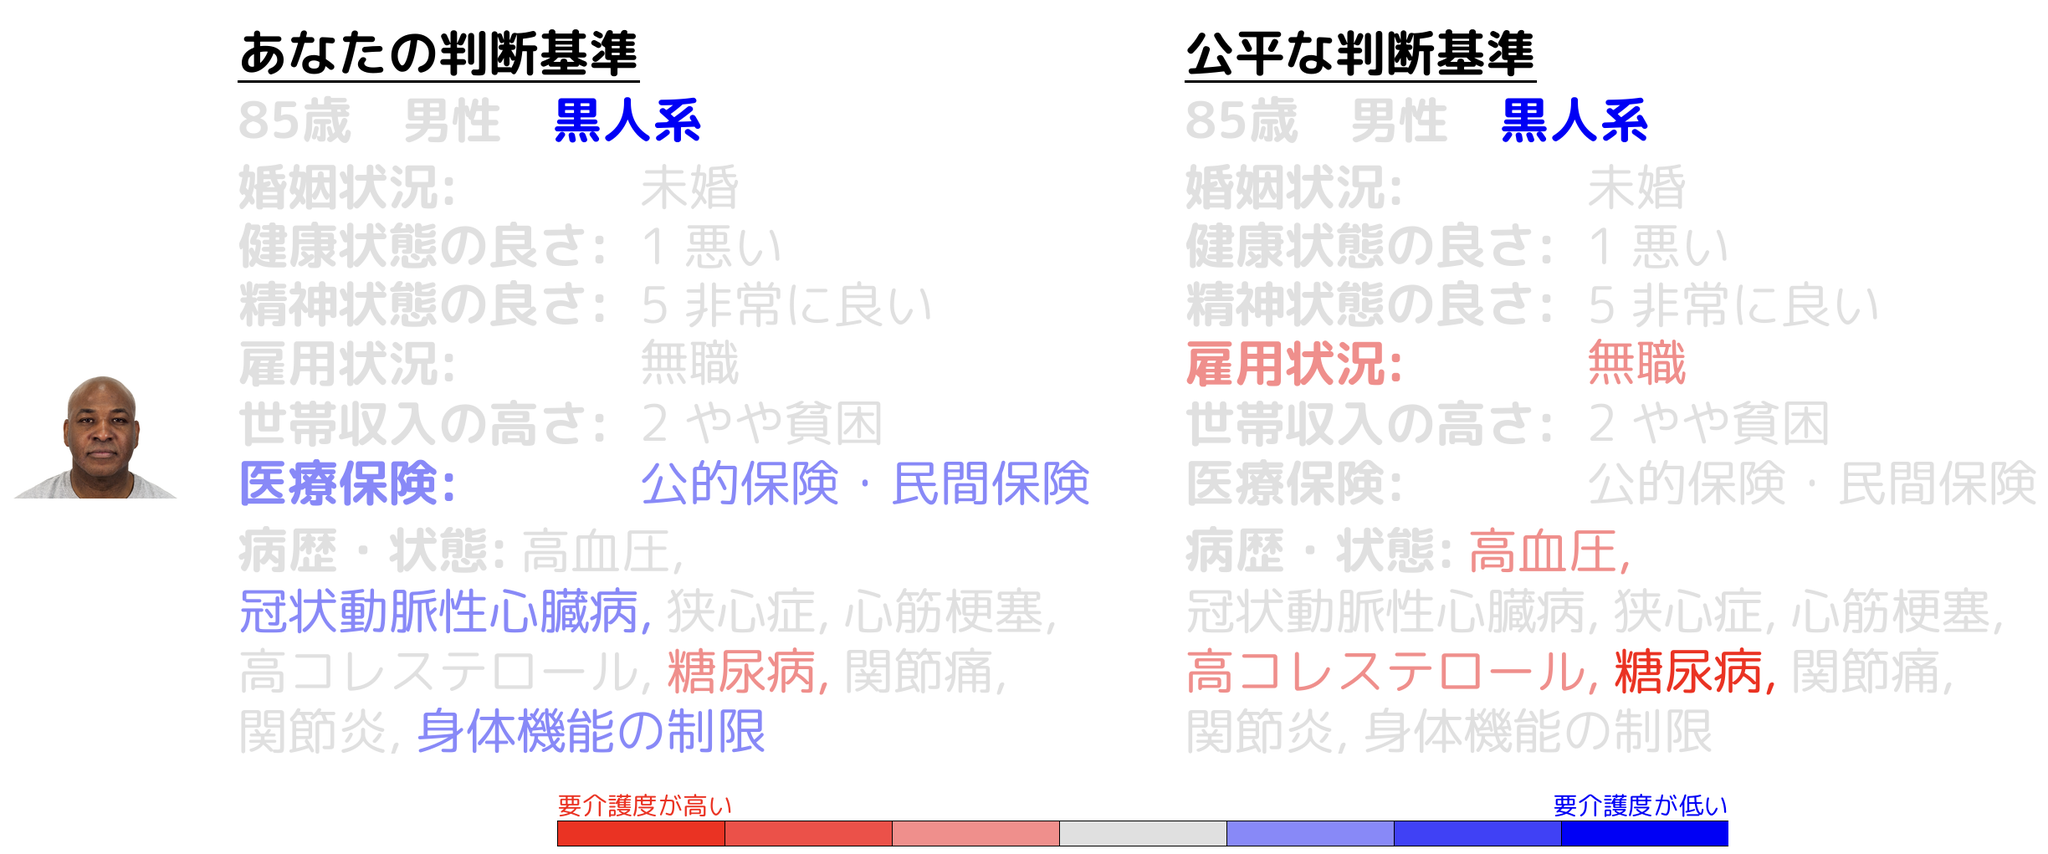 あなたの判断基準
85歳 男性 黒人系
婚姻状況: 未婚
健康状態の良さ: 1 悪い
精神状態の良さ: 5 非常に良い
雇用状況: 無職
世帯収入の高さ: 2 やや貧困
医療保険: 公的保険・民間保険
病歴・状態: 高血圧,
冠状動脈性心臓病, 狭心症, 心筋梗塞,
高コレステロール, 糖尿病, 関節痛,
関節炎, 身体機能の制限
公平な判断基準
85歳 男性 黒人系
婚姻状況: 未婚
健康状態の良さ: 1 悪い
精神状態の良さ: 5 非常に良い
雇用状況: 無職
世帯収入の高さ: 2 やや貧困
医療保険: 公的保険・民間保険
病歴・状態: 高血圧,
冠状動脈性心臓病, 狭心症, 心筋梗塞,
高コレステロール, 糖尿病, 関節痛,
関節炎, 身体機能の制限
要介護度が高い
要介護度が低い